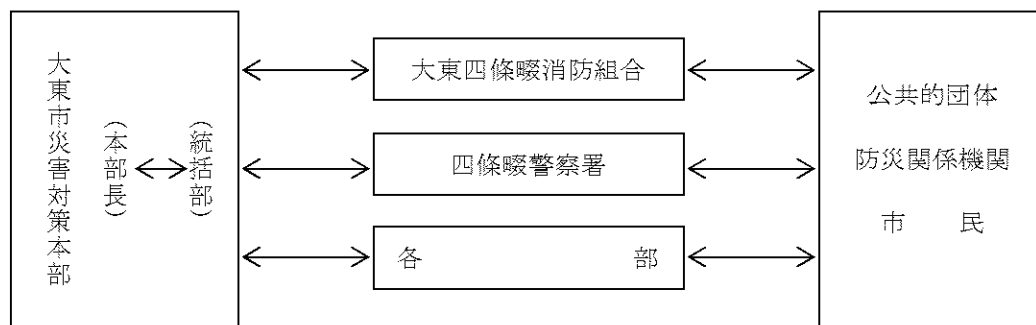 大東市災害対策本部
（本部長）
（統括部）
大東四條畷消防組合
四條畷警察署
各　部
公共的団体
防災関係機関
市　民